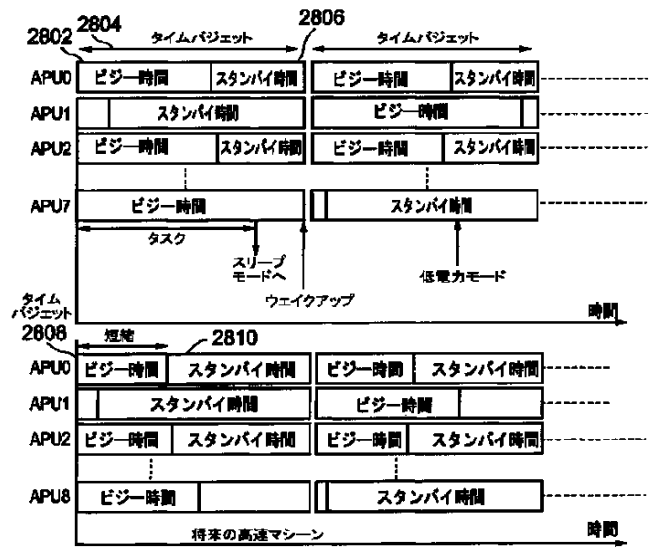 2802 2804 2806
タイムバジェット タイムバジェット
APU0 ビジー時間 スタンバイ時間 ビジー時間 スタンバイ時間
APU1 スタンバイ時間 ビジー時間
APU2 ビジー時間 スタンバイ時間 ビジー時間 スタンバイ時間
APU7 ビジー時間 スタンバイ時間
タスク
スリープ
モードへ
ウェイクアップ
低電力モード
時間
タイム
バジェット
2808 短縮 2810
APU0 ビジー時間 スタンバイ時間 ビジー時間 スタンバイ時間
APU1 スタンバイ時間 ビジー時間
APU2 ビジー時間 スタンバイ時間 ビジー時間 スタンバイ時間
APU8 ビジー時間 スタンバイ時間
将来の高速マシーン
時間